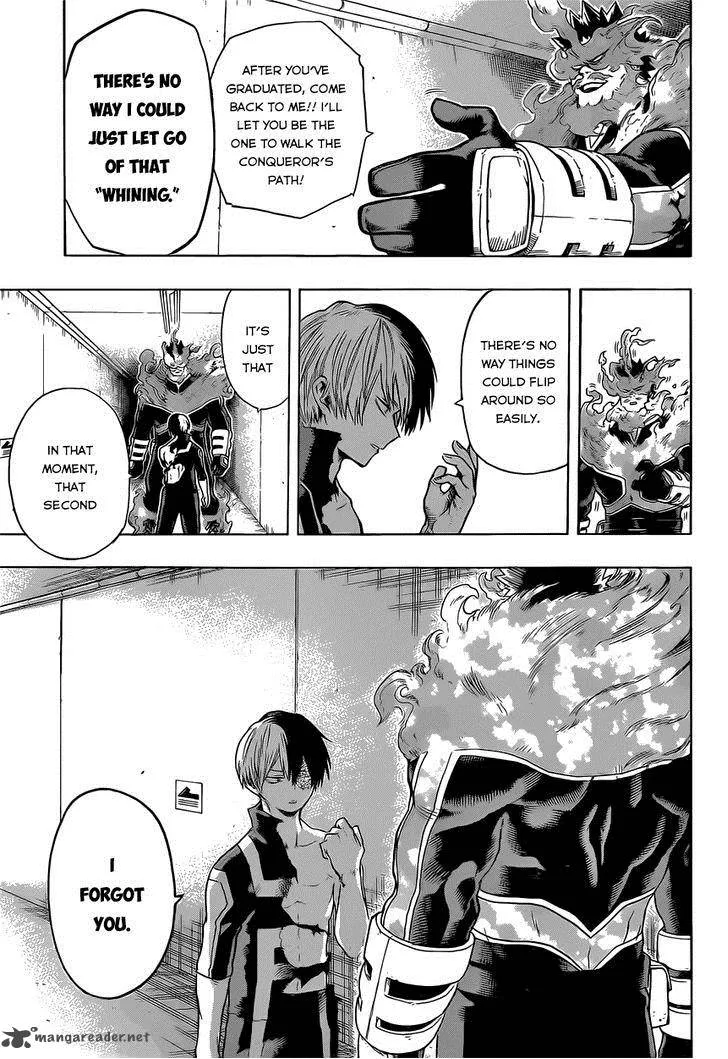 AFTER YOU'VE
GRADUATED, COME
BACK TO ME!! I'LL
LET YOU BE THE
ONE TO WALK THE
CONQUEROR'S
PATH!
THERE'S NO
WAY I COULD
JUST LET GO
OF THAT
"WHINING."
THERE'S NO
WAY THINGS
COULD FLIP
AROUND SO
EASILY.
IT'S
JUST
THAT
IN THAT
MOMENT,
THAT
SECOND
I
FORGOT
YOU.
mangareader.net